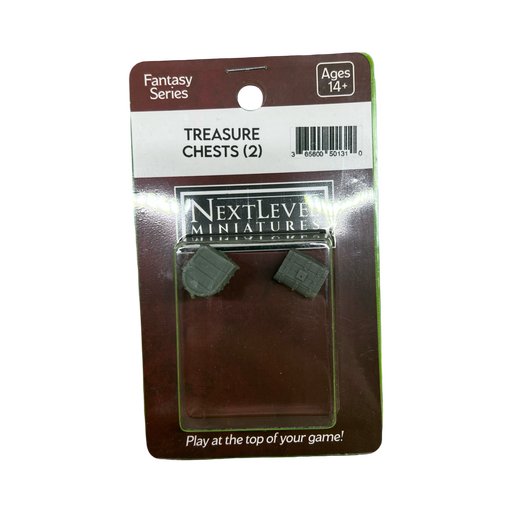 Fantasy
Series
Ages
14+
TREASURE
CHESTS (2)
3 65600 50131 0
NEXTLEVEL
MINIATURES
Play at the top of your game!